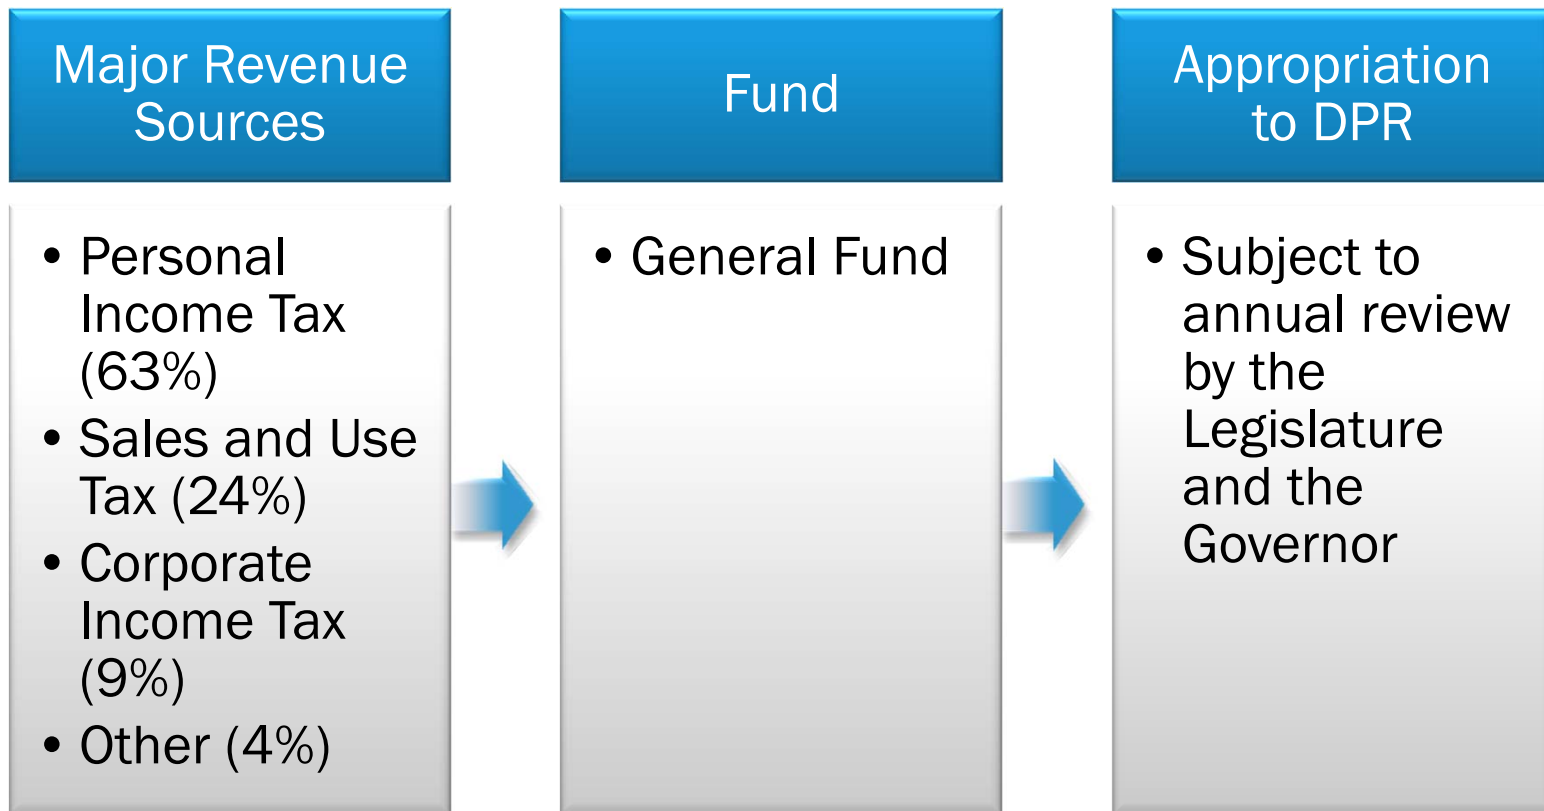 Major Revenue
Sources
• Personal
Income Tax
(63%)
• Sales and Use
Tax (24%)
• Corporate
Income Tax
(9%)
• Other (4%)
Fund
• General Fund
Appropriation
to DPR
• Subject to
annual review
by the
Legislature
and the
Governor